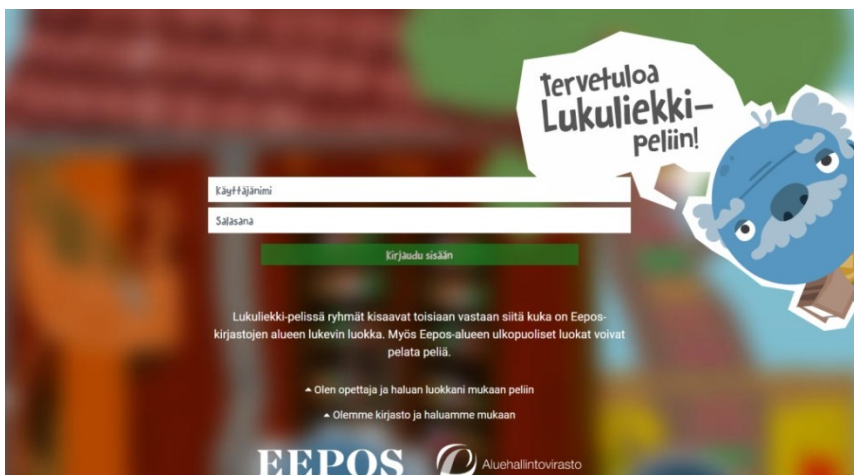 Tervetuloa
Lukuliekki-
peliin!
Käyttäjänimi
Salasana
Kirjaudu sisään
Lukuliekki-pelissä ryhmät kisaavat toisiaan vastaan siitä kuka on Eepos-
kirjastojen alueen lukevin luokka. Myös Eepos-alueen ulkopuoliset luokat voivat
pelata peliä.
Olen opettaja ja haluan luokkani mukaan peliin
Olemme kirjasto ja haluamme mukaan
EEPOS Aluehallintovirasto